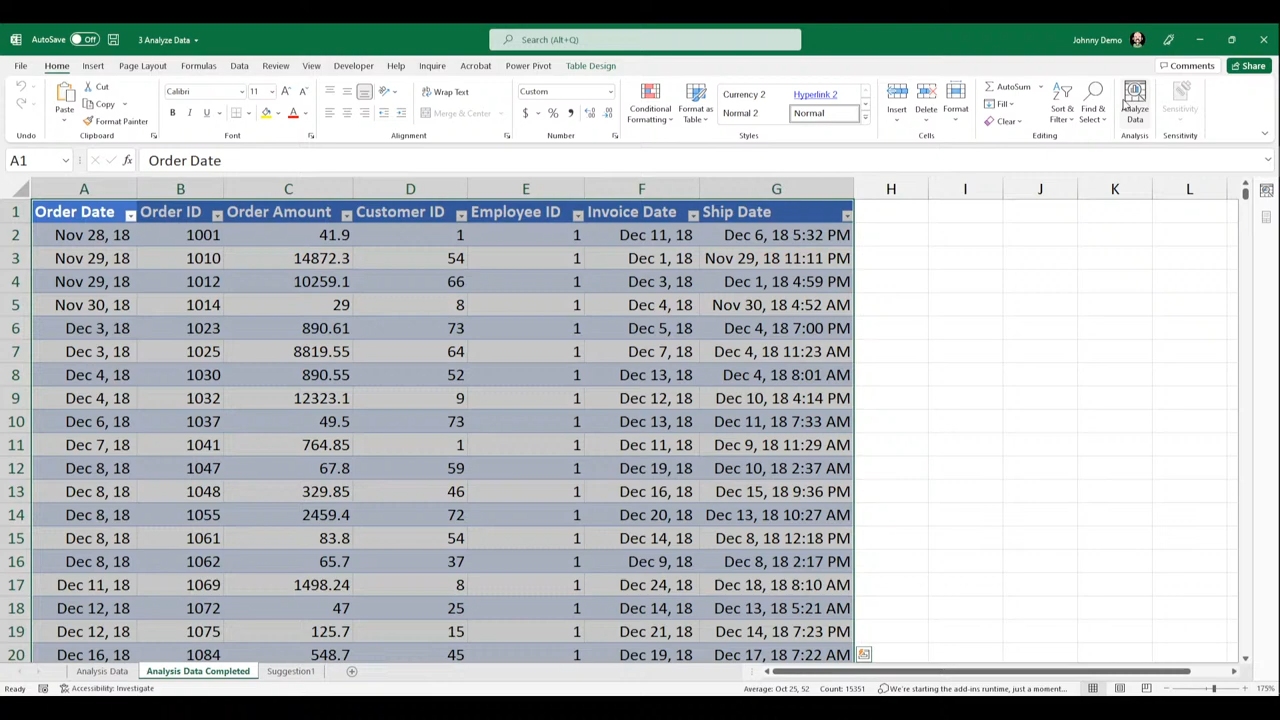 AutoSave Off 3 Analyze Data Search (Alt+Q) Johnny Demo
File Home Insert Page Layout Formulas Data Review View Developer Help Inquire Acrobat Power Pivot Table Design Comments Share
Paste Cut Copy Format Painter
Calibri 11
B I U A
Wrap Text
Merge & Center
Custom
$ % ,
Conditional Formatting
Format as Table
Currency 2 Hyperlink 2
Normal 2 Normal
Insert Delete Format
AutoSum
Fill
Clear
Sort & Filter
Find & Select
Analyze Data
Sensitivity
Undo Clipboard Font Alignment Number Styles Cells Editing Analysis Sensitivity
A1 fx Order Date
A B C D E F G H I J K L
1 Order Date Order ID Order Amount Customer ID Employee ID Invoice Date Ship Date
2 Nov 28, 18 1001 41.9 1 1 Dec 11, 18 Dec 6, 18 5:32 PM
3 Nov 29, 18 1010 14872.3 54 1 Dec 1, 18 Nov 29, 18 11:11 PM
4 Nov 29, 18 1012 10259.1 66 1 Dec 3, 18 Dec 1, 18 4:59 PM
5 Nov 30, 18 1014 29 8 1 Dec 4, 18 Nov 30, 18 4:52 AM
6 Dec 3, 18 1023 890.61 73 1 Dec 5, 18 Dec 4, 18 7:00 PM
7 Dec 3, 18 1025 8819.55 64 1 Dec 7, 18 Dec 4, 18 11:23 AM
8 Dec 4, 18 1030 890.55 52 1 Dec 13, 18 Dec 4, 18 8:01 AM
9 Dec 4, 18 1032 12323.1 9 1 Dec 12, 18 Dec 10, 18 4:14 PM
10 Dec 6, 18 1037 49.5 73 1 Dec 13, 18 Dec 11, 18 7:33 AM
11 Dec 7, 18 1041 764.85 1 1 Dec 11, 18 Dec 9, 18 11:29 AM
12 Dec 8, 18 1047 67.8 59 1 Dec 19, 18 Dec 10, 18 2:37 AM
13 Dec 8, 18 1048 329.85 46 1 Dec 16, 18 Dec 15, 18 9:36 PM
14 Dec 8, 18 1055 2459.4 72 1 Dec 20, 18 Dec 13, 18 10:27 AM
15 Dec 8, 18 1061 83.8 54 1 Dec 14, 18 Dec 8, 18 12:18 PM
16 Dec 8, 18 1062 65.7 37 1 Dec 9, 18 Dec 8, 18 2:17 PM
17 Dec 11, 18 1069 1498.24 8 1 Dec 24, 18 Dec 18, 18 8:10 AM
18 Dec 12, 18 1072 47 25 1 Dec 14, 18 Dec 13, 18 5:21 AM
19 Dec 12, 18 1075 125.7 15 1 Dec 21, 18 Dec 14, 18 7:23 PM
20 Dec 16, 18 1084 548.7 45 1 Dec 19, 18 Dec 17, 18 7:22 AM
Analysis Data Analysis Data Completed Suggestion1
Ready Accessibility: Investigate Average: Oct 25, 52 Count: 15351 We're starting the add-ins runtime, just a moment... 175%